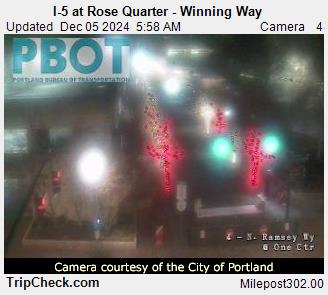 I-5 at Rose Quarter - Winning Way
Updated  Dec 05 2024  5:58 AM  Camera  4
PBOT
PORTLAND BUREAU OF TRANSPORTATION
4 - N. Ramsey Wy
@ One Ctr
Camera courtesy of the City of Portland
TripCheck.com  Milepost302.00